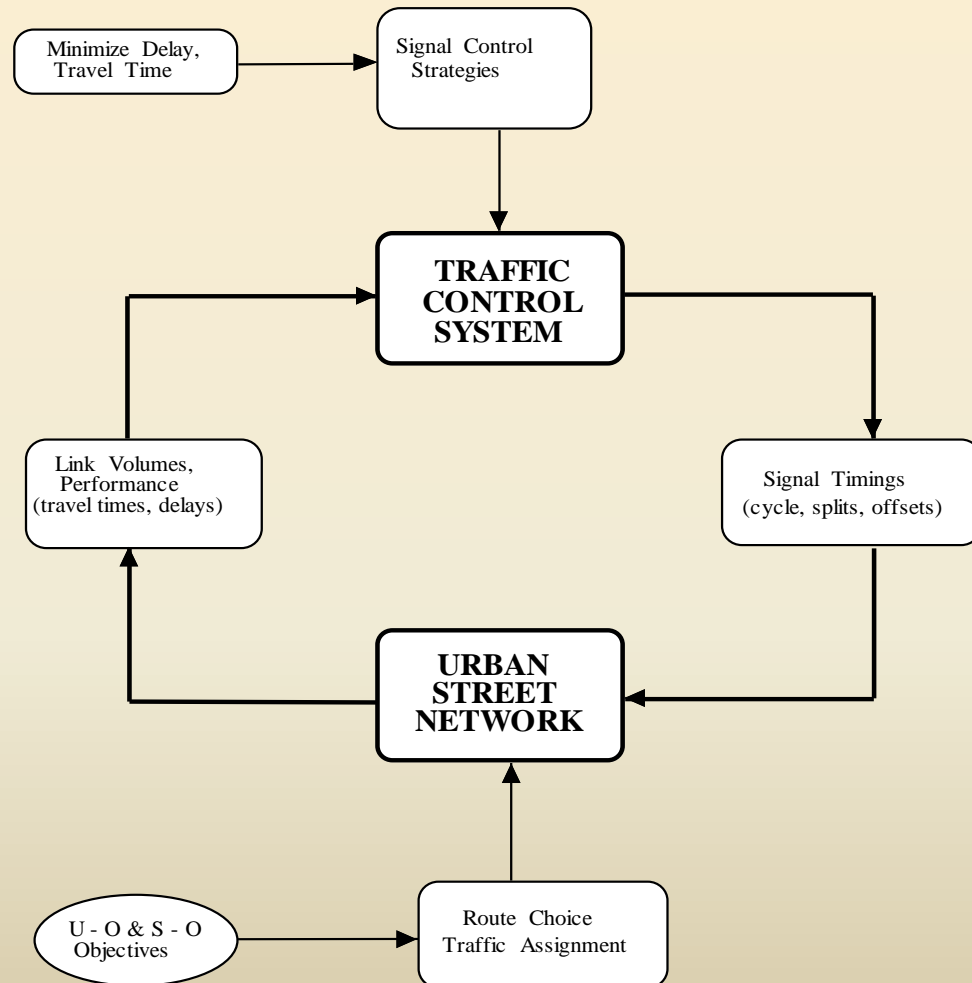 Minimize Delay,
Travel Time
Signal Control
Strategies
TRAFFIC
CONTROL
SYSTEM
Link Volumes,
Performance
(travel times, delays)
Signal Timings
(cycle, splits, offsets)
URBAN
STREET
NETWORK
U - O & S - O
Objectives
Route Choice
Traffic Assignment